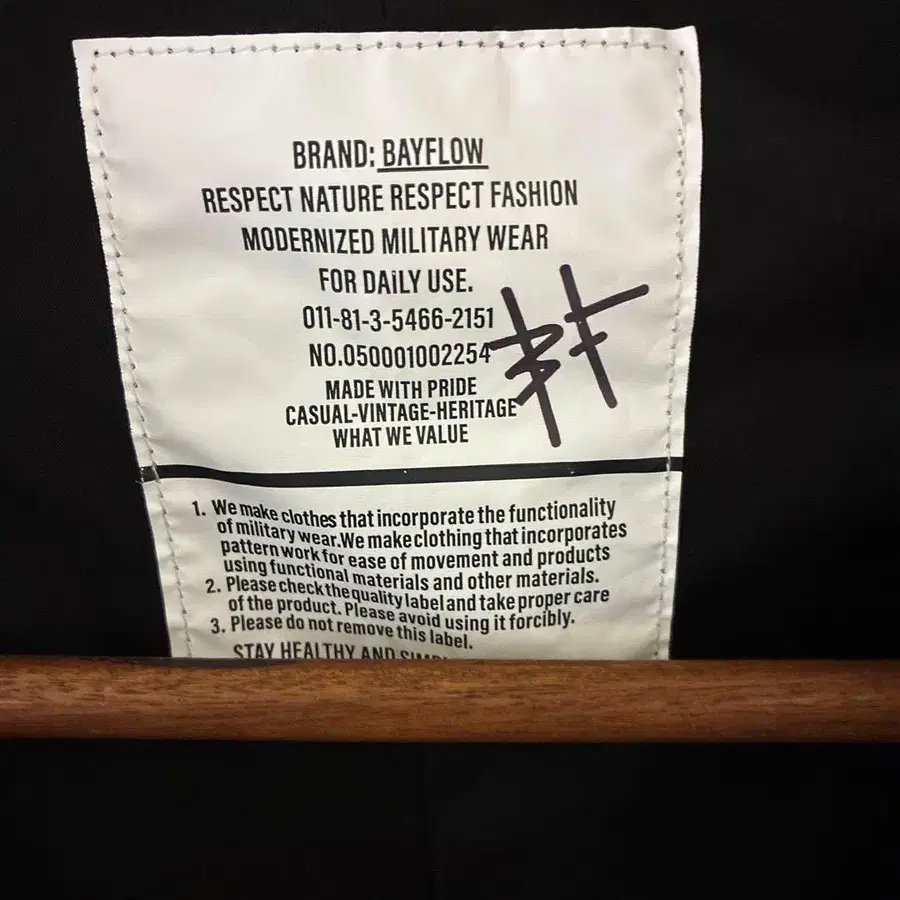 BRAND: BAYFLOW
RESPECT NATURE RESPECT FASHION
MODERNIZED MILITARY WEAR
FOR DAiLY USE.
011-81-3-5466-2151
NO.050001002254
BF
MADE WITH PRIDE
CASUAL-VINTAGE-HERITAGE
WHAT WE VALUE
1. We make clothes that incorporate the functionality
of military wear.We make clothing that incorporates
pattern work for ease of movement and products
using functional materials and other materials.
2. Please check the quality label and take proper care
of the product. Please avoid using it forcibly.
3. Please do not remove this label.
STAY HEALTHY AND